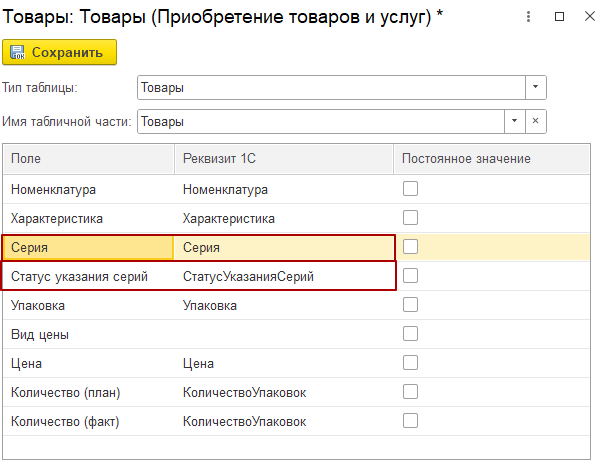 Товары: Товары (Приобретение товаров и услуг) *
Сохранить
Тип таблицы: Товары
Имя табличной части: Товары
Поле Реквизит 1С Постоянное значение
Номенклатура Номенклатура
Характеристика Характеристика
Серия Серия
Статус указания серий СтатусУказанияСерий
Упаковка Упаковка
Вид цены
Цена Цена
Количество (план) КоличествоУпаковок
Количество (факт) КоличествоУпаковок